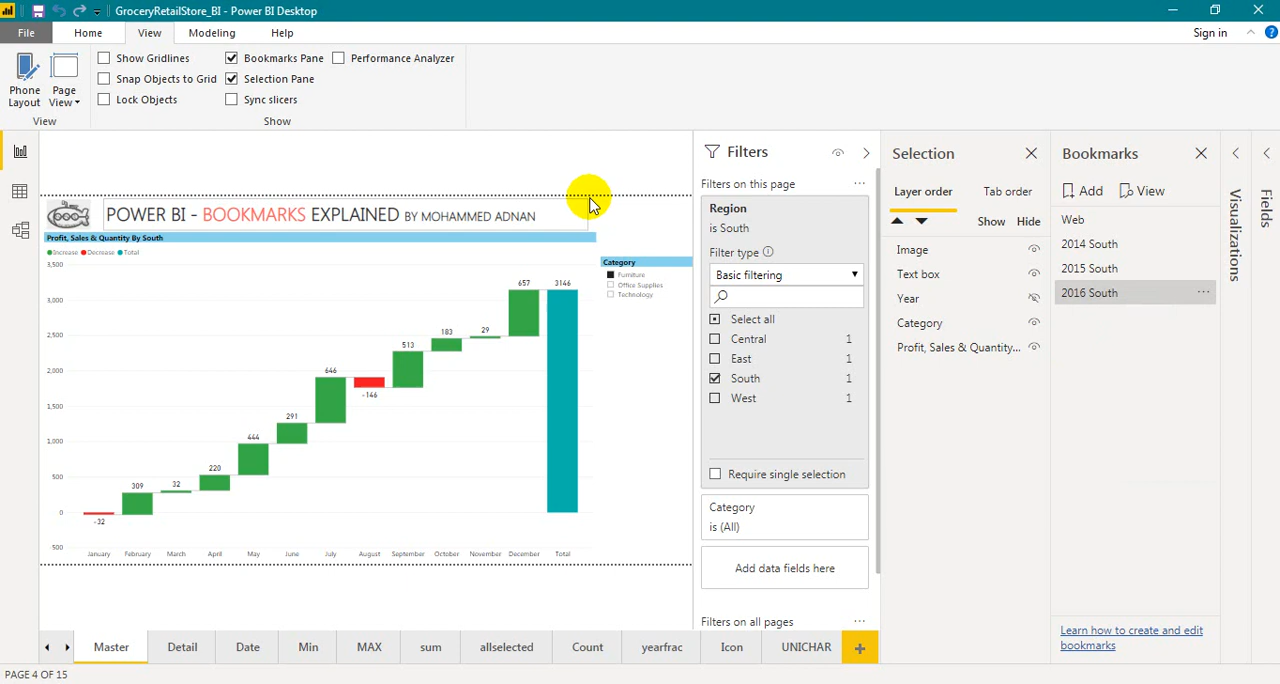 GroceryRetailStore_BI - Power BI Desktop
File Home View Modeling Help Sign in
Phone Layout
Page View
Show Gridlines
Snap Objects to Grid
Lock Objects
Bookmarks Pane
Selection Pane
Sync slicers
Performance Analyzer
View Show
POWER BI - BOOKMARKS EXPLAINED BY MOHAMMED ADNAN
Profit, Sales & Quantity By South
Increase Decrease Total
3,500
3,000
2,500
2,000
1,500
1,000
500
0
500
-32
309
32
220
444
291
646
-146
513
183
29
657
3146
January February March April May June July August September October November December Total
Category
Furniture
Office Supplies
Technology
Filters
Filters on this page ...
Region
is South
Filter type
Basic filtering
Select all
Central 1
East 1
South 1
West 1
Require single selection
Category
is (All)
Add data fields here
Filters on all pages ...
Selection
Layer order Tab order
Show Hide
Image
Text box
Year
Category
Profit, Sales & Quantity...
Bookmarks
Add View
Web
2014 South
2015 South
2016 South ...
Learn how to create and edit
bookmarks
Visualizations
Fields
Master Detail Date Min MAX sum allselected Count yearfrac Icon UNICHAR +
PAGE 4 OF 15